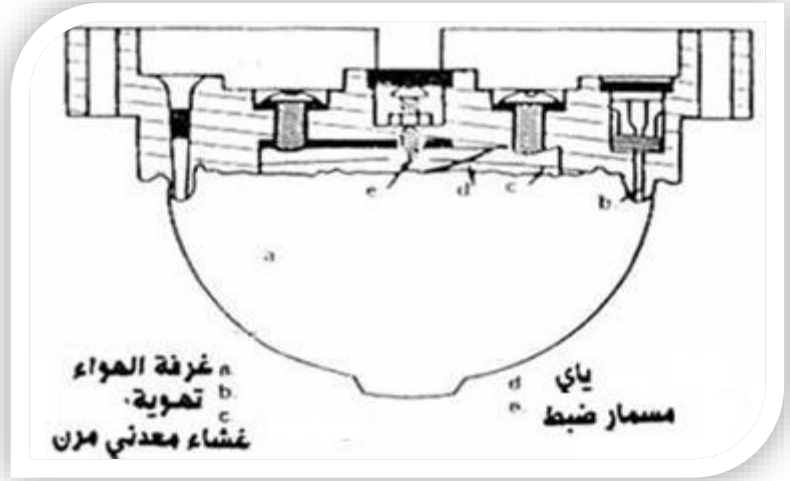 e d c b
a
a غرفة الهواء
b تهوية
c غشاء معدني مرن
d ياي
e مسمار ضبط